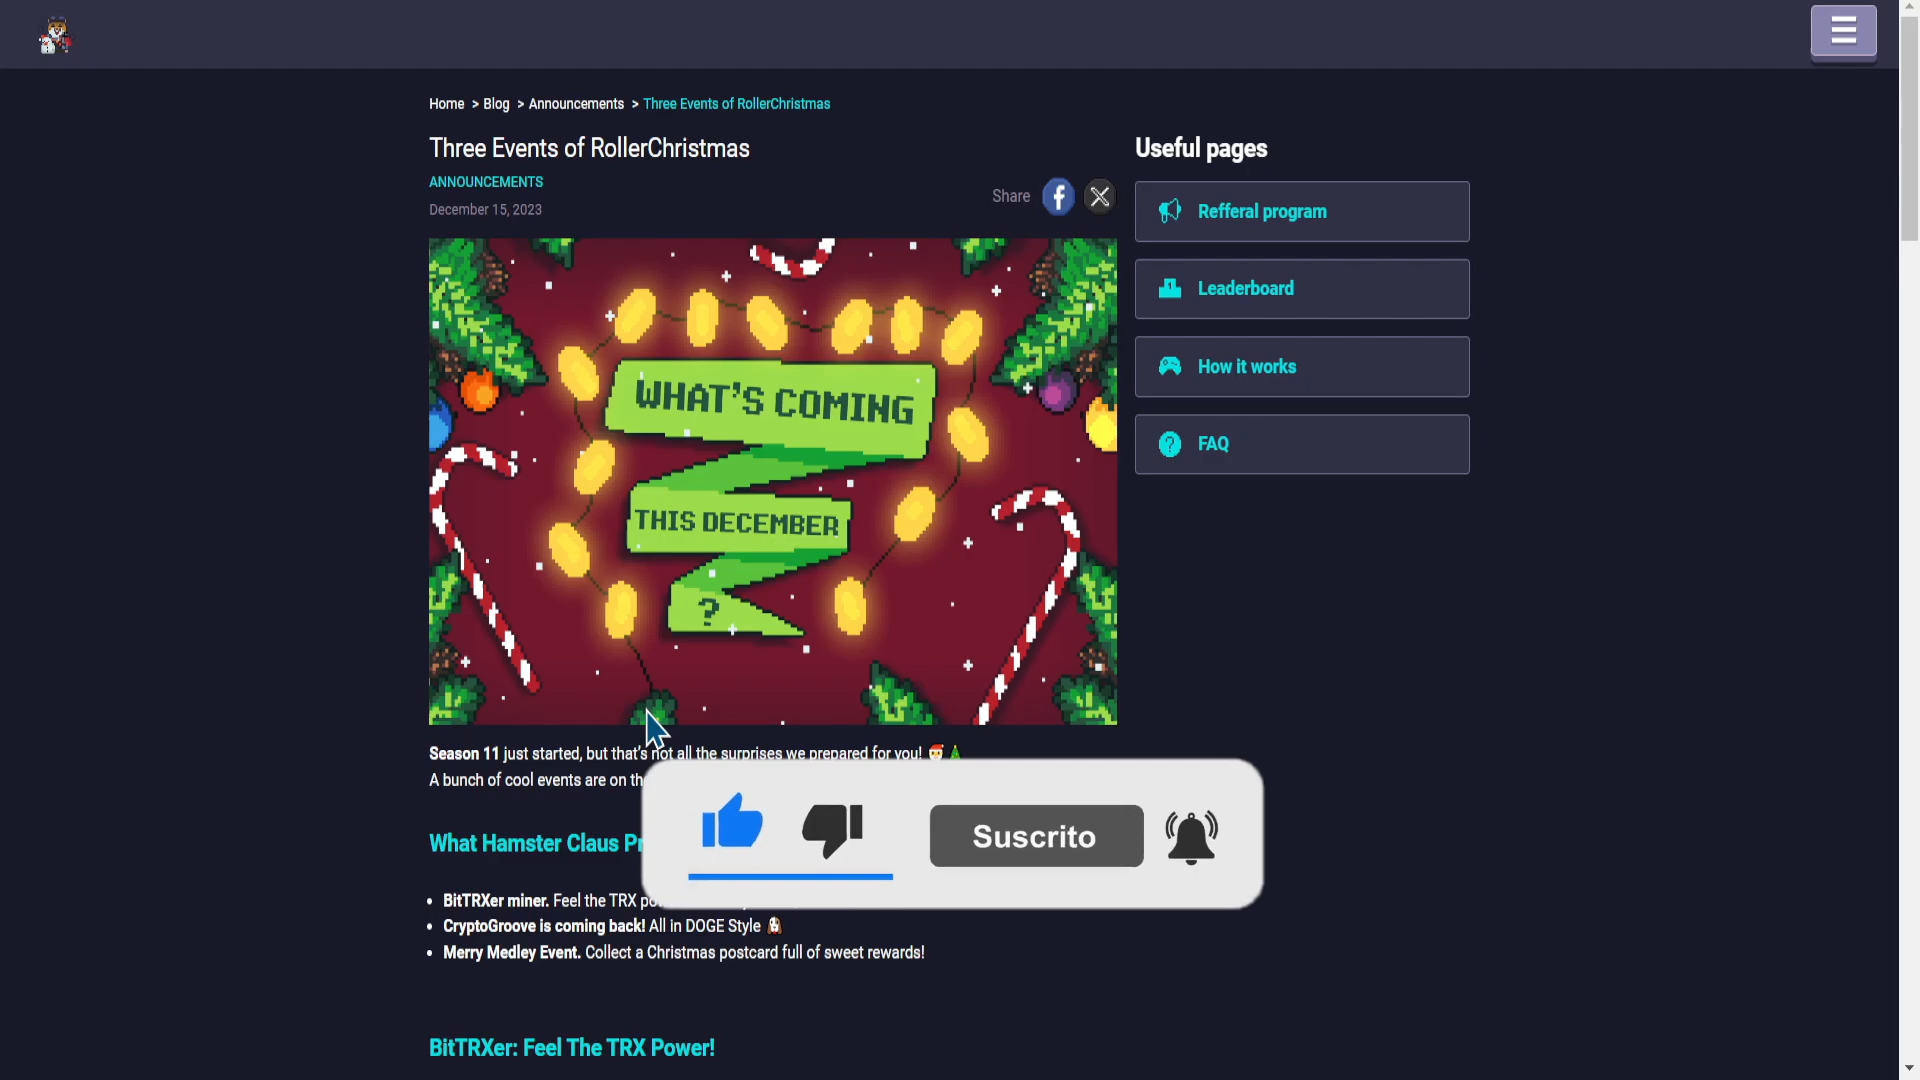 Home > Blog > Announcements > Three Events of RollerChristmas
Three Events of RollerChristmas
ANNOUNCEMENTS
December 15, 2023
Share
WHAT'S COMING
THIS DECEMBER
?
Season 11 just started, but that's not all the surprises we prepared for you!
A bunch of cool events are on
What Hamster Claus
BitTRXer miner. Feel the TRX
CryptoGroove is coming back! All in DOGE Style
Merry Medley Event. Collect a Christmas postcard full of sweet rewards!
BitTRXer: Feel The TRX Power!
Useful pages
Refferal program
Leaderboard
How it works
FAQ
Suscrito